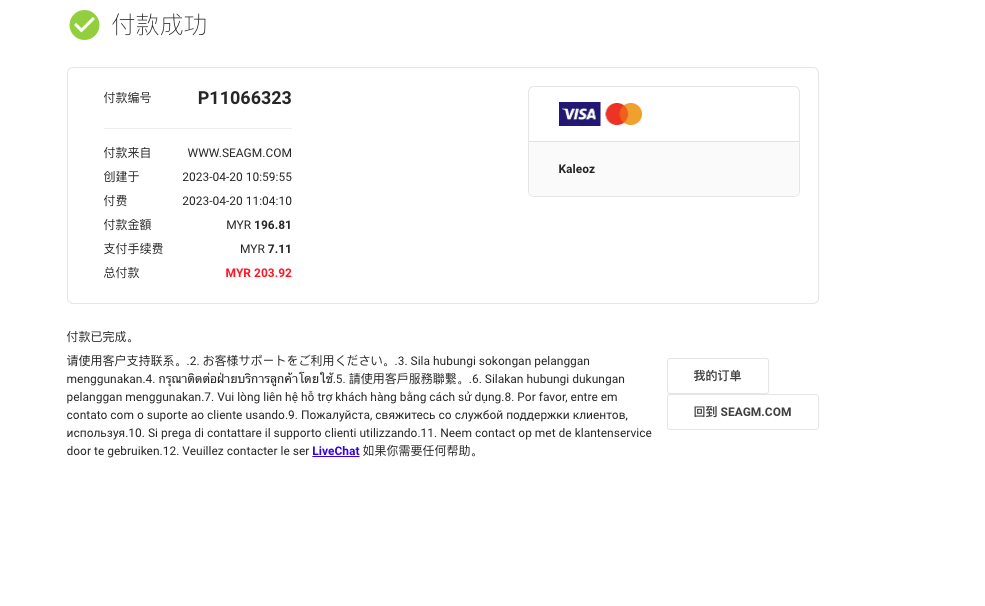 付款成功
付款编号 P11066323
付款来自 WWW.SEAGM.COM
创建于 2023-04-20 10:59:55
付费 2023-04-20 11:04:10
付款金額 MYR 196.81
支付手续费 MYR 7.11
总付款 MYR 203.92
VISA
Kaleoz
付款已完成。
请使用客户支持联系。.2. お客様サポートをご利用ください。.3. Sila hubungi sokongan pelanggan
menggunakan.4. กรุณาติดต่อฝ่ายบริการลูกค้าโดยใช้.5. 請使用客戶服務聯繫。.6. Silakan hubungi dukungan
pelanggan menggunakan.7. Vui lòng liên hệ hỗ trợ khách hàng bằng cách sử dụng.8. Por favor, entre em
contato com o suporte ao cliente usando.9. Пожалуйста, свяжитесь со службой поддержки клиентов,
используя.10. Si prega di contattare il supporto clienti utilizzando.11. Neem contact op met de klantenservice
door te gebruiken.12. Veuillez contacter le ser LiveChat 如果你需要任何帮助。
我的订单
回到 SEAGM.COM